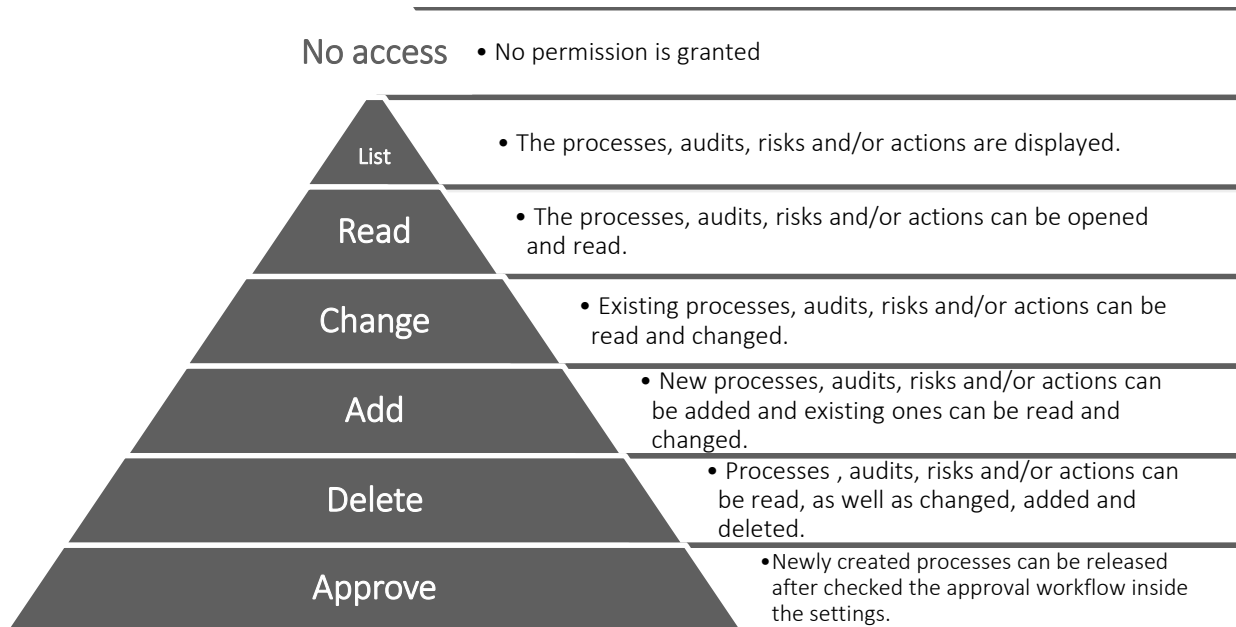 No access
• No permission is granted
List
• The processes, audits, risks and/or actions are displayed.
Read
• The processes, audits, risks and/or actions can be opened
and read.
Change
• Existing processes, audits, risks and/or actions can be
read and changed.
Add
• New processes, audits, risks and/or actions can
be added and existing ones can be read and
changed.
Delete
• Processes , audits, risks and/or actions can
be read, as well as changed, added and
deleted.
Approve
•Newly created processes can be released
after checked the approval workflow inside
the settings.